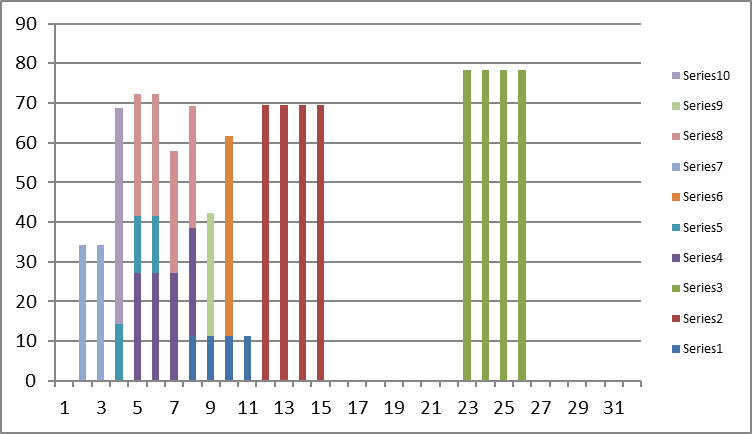 90
80
70
60
50
40
30
20
10
0
1 3 5 7 9 11 13 15 17 19 21 23 25 27 29 31
Series10
Series9
Series8
Series7
Series6
Series5
Series4
Series3
Series2
Series1